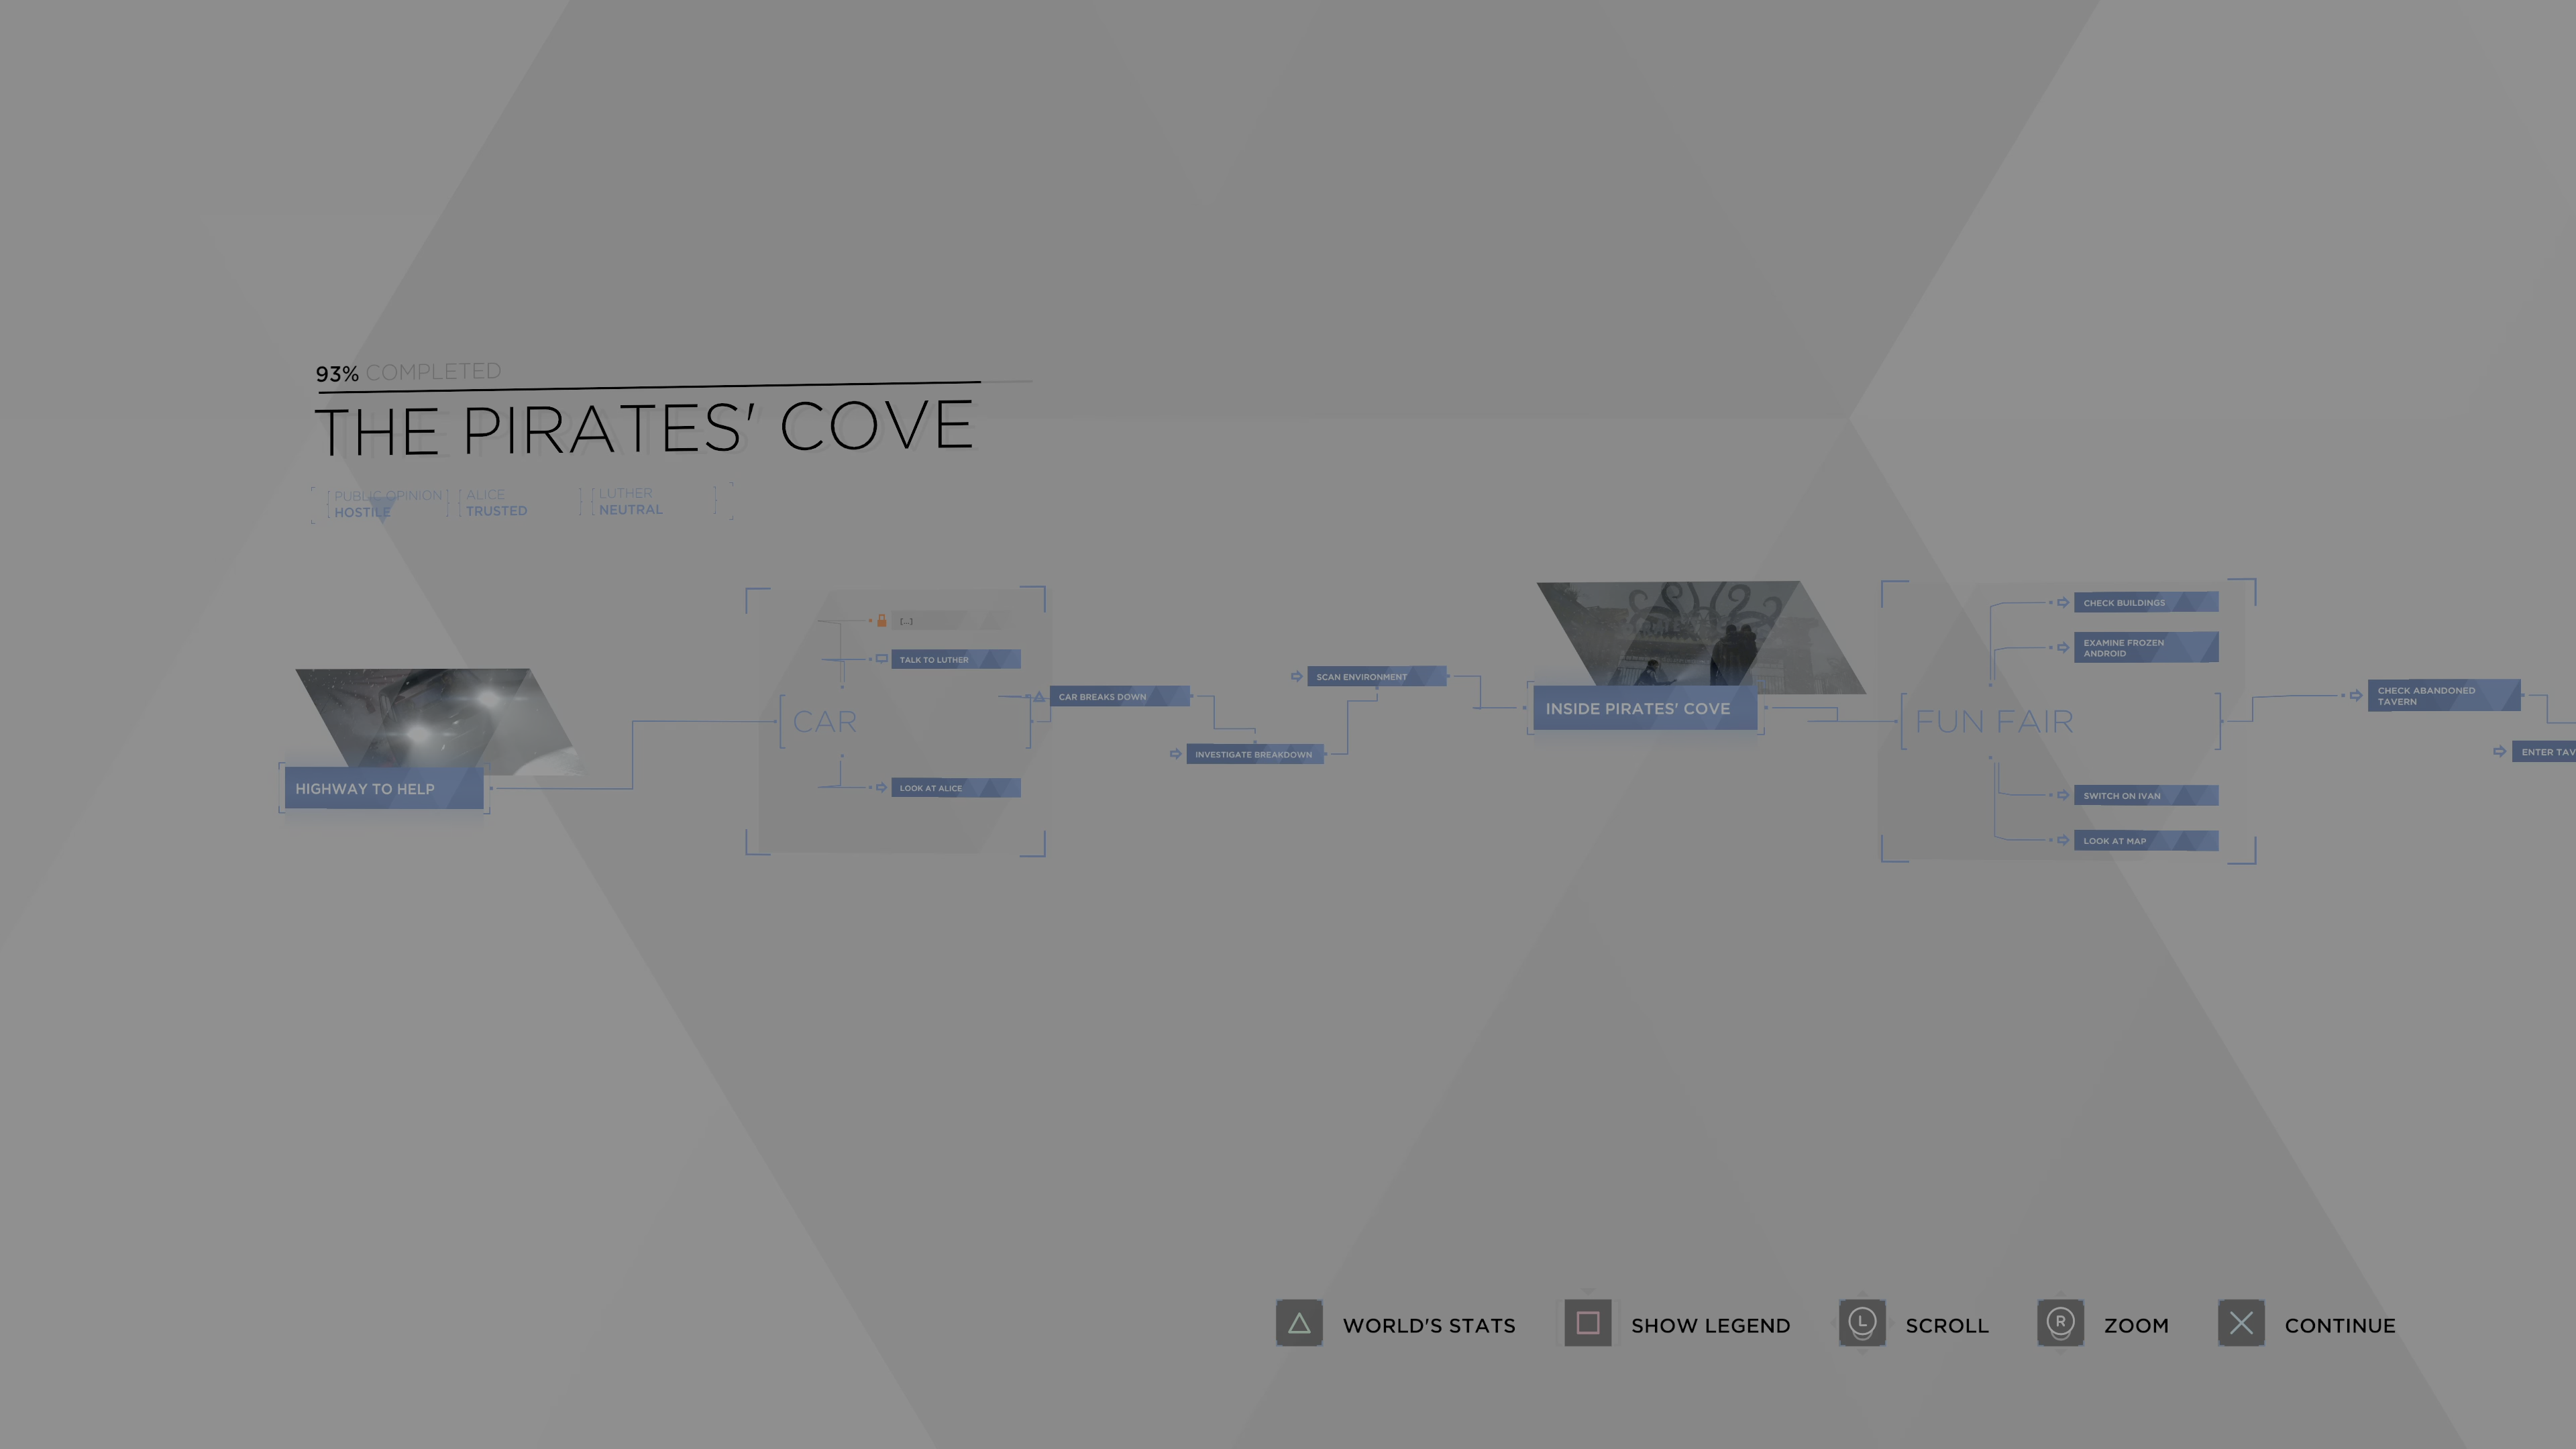 93% COMPLETED
THE PIRATES' COVE
PUBLIC OPINION
HOSTILE
ALICE
TRUSTED
LUTHER
NEUTRAL
HIGHWAY TO HELP
CAR
[...]
TALK TO LUTHER
LOOK AT ALICE
CAR BREAKS DOWN
INVESTIGATE BREAKDOWN
SCAN ENVIRONMENT
INSIDE PIRATES' COVE
FUN FAIR
CHECK BUILDINGS
EXAMINE FROZEN
ANDROID
SWITCH ON IVAN
LOOK AT MAP
CHECK ABANDONED
TAVERN
ENTER TAV
WORLD'S STATS
SHOW LEGEND
L SCROLL
R ZOOM
CONTINUE